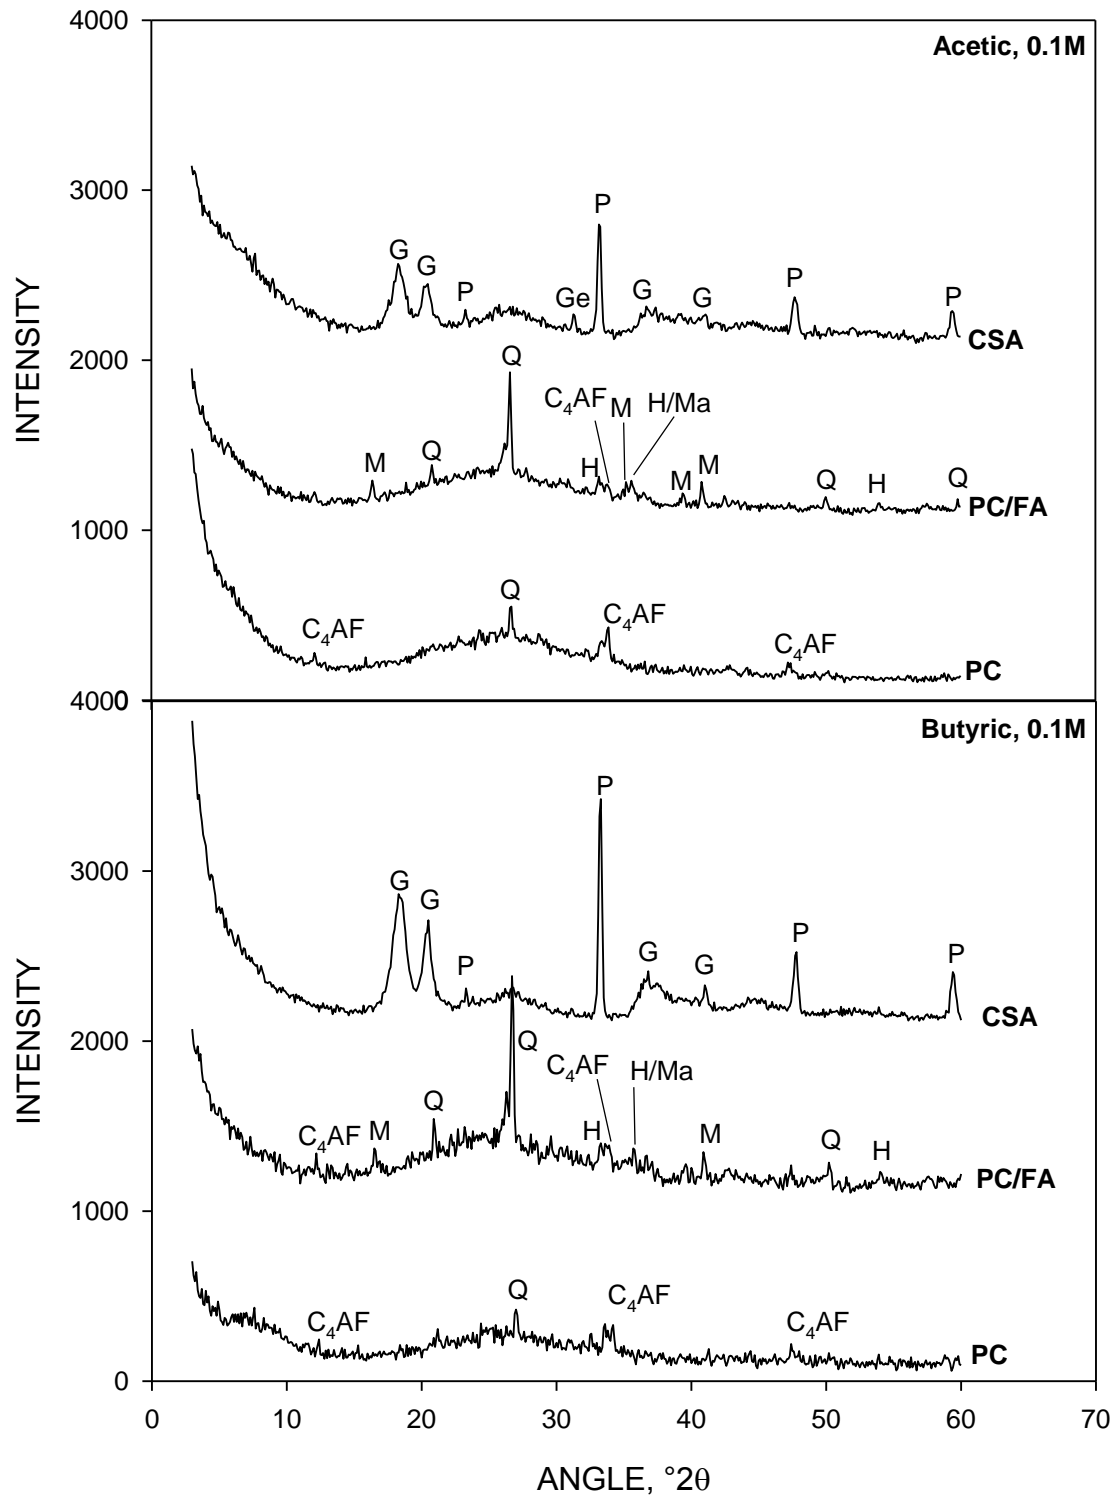 4000
Acetic, 0.1M
3000
P
G
G
P
Ge
G
G
P
P
CSA
2000
Q
C₄AF
M
H/Ma
M
Q
H
M
M
Q
H
Q
PC/FA
1000
Q
C₄AF
C₄AF
C₄AF
PC
0
INTENSITY
4000
Butyric, 0.1M
P
3000
G
G
P
G
G
P
P
CSA
2000
Q
C₄AF
H/Ma
Q
C₄AF
M
H
M
Q
H
PC/FA
1000
Q
C₄AF
C₄AF
C₄AF
PC
0
INTENSITY
0 10 20 30 40 50 60 70
ANGLE, °2θ